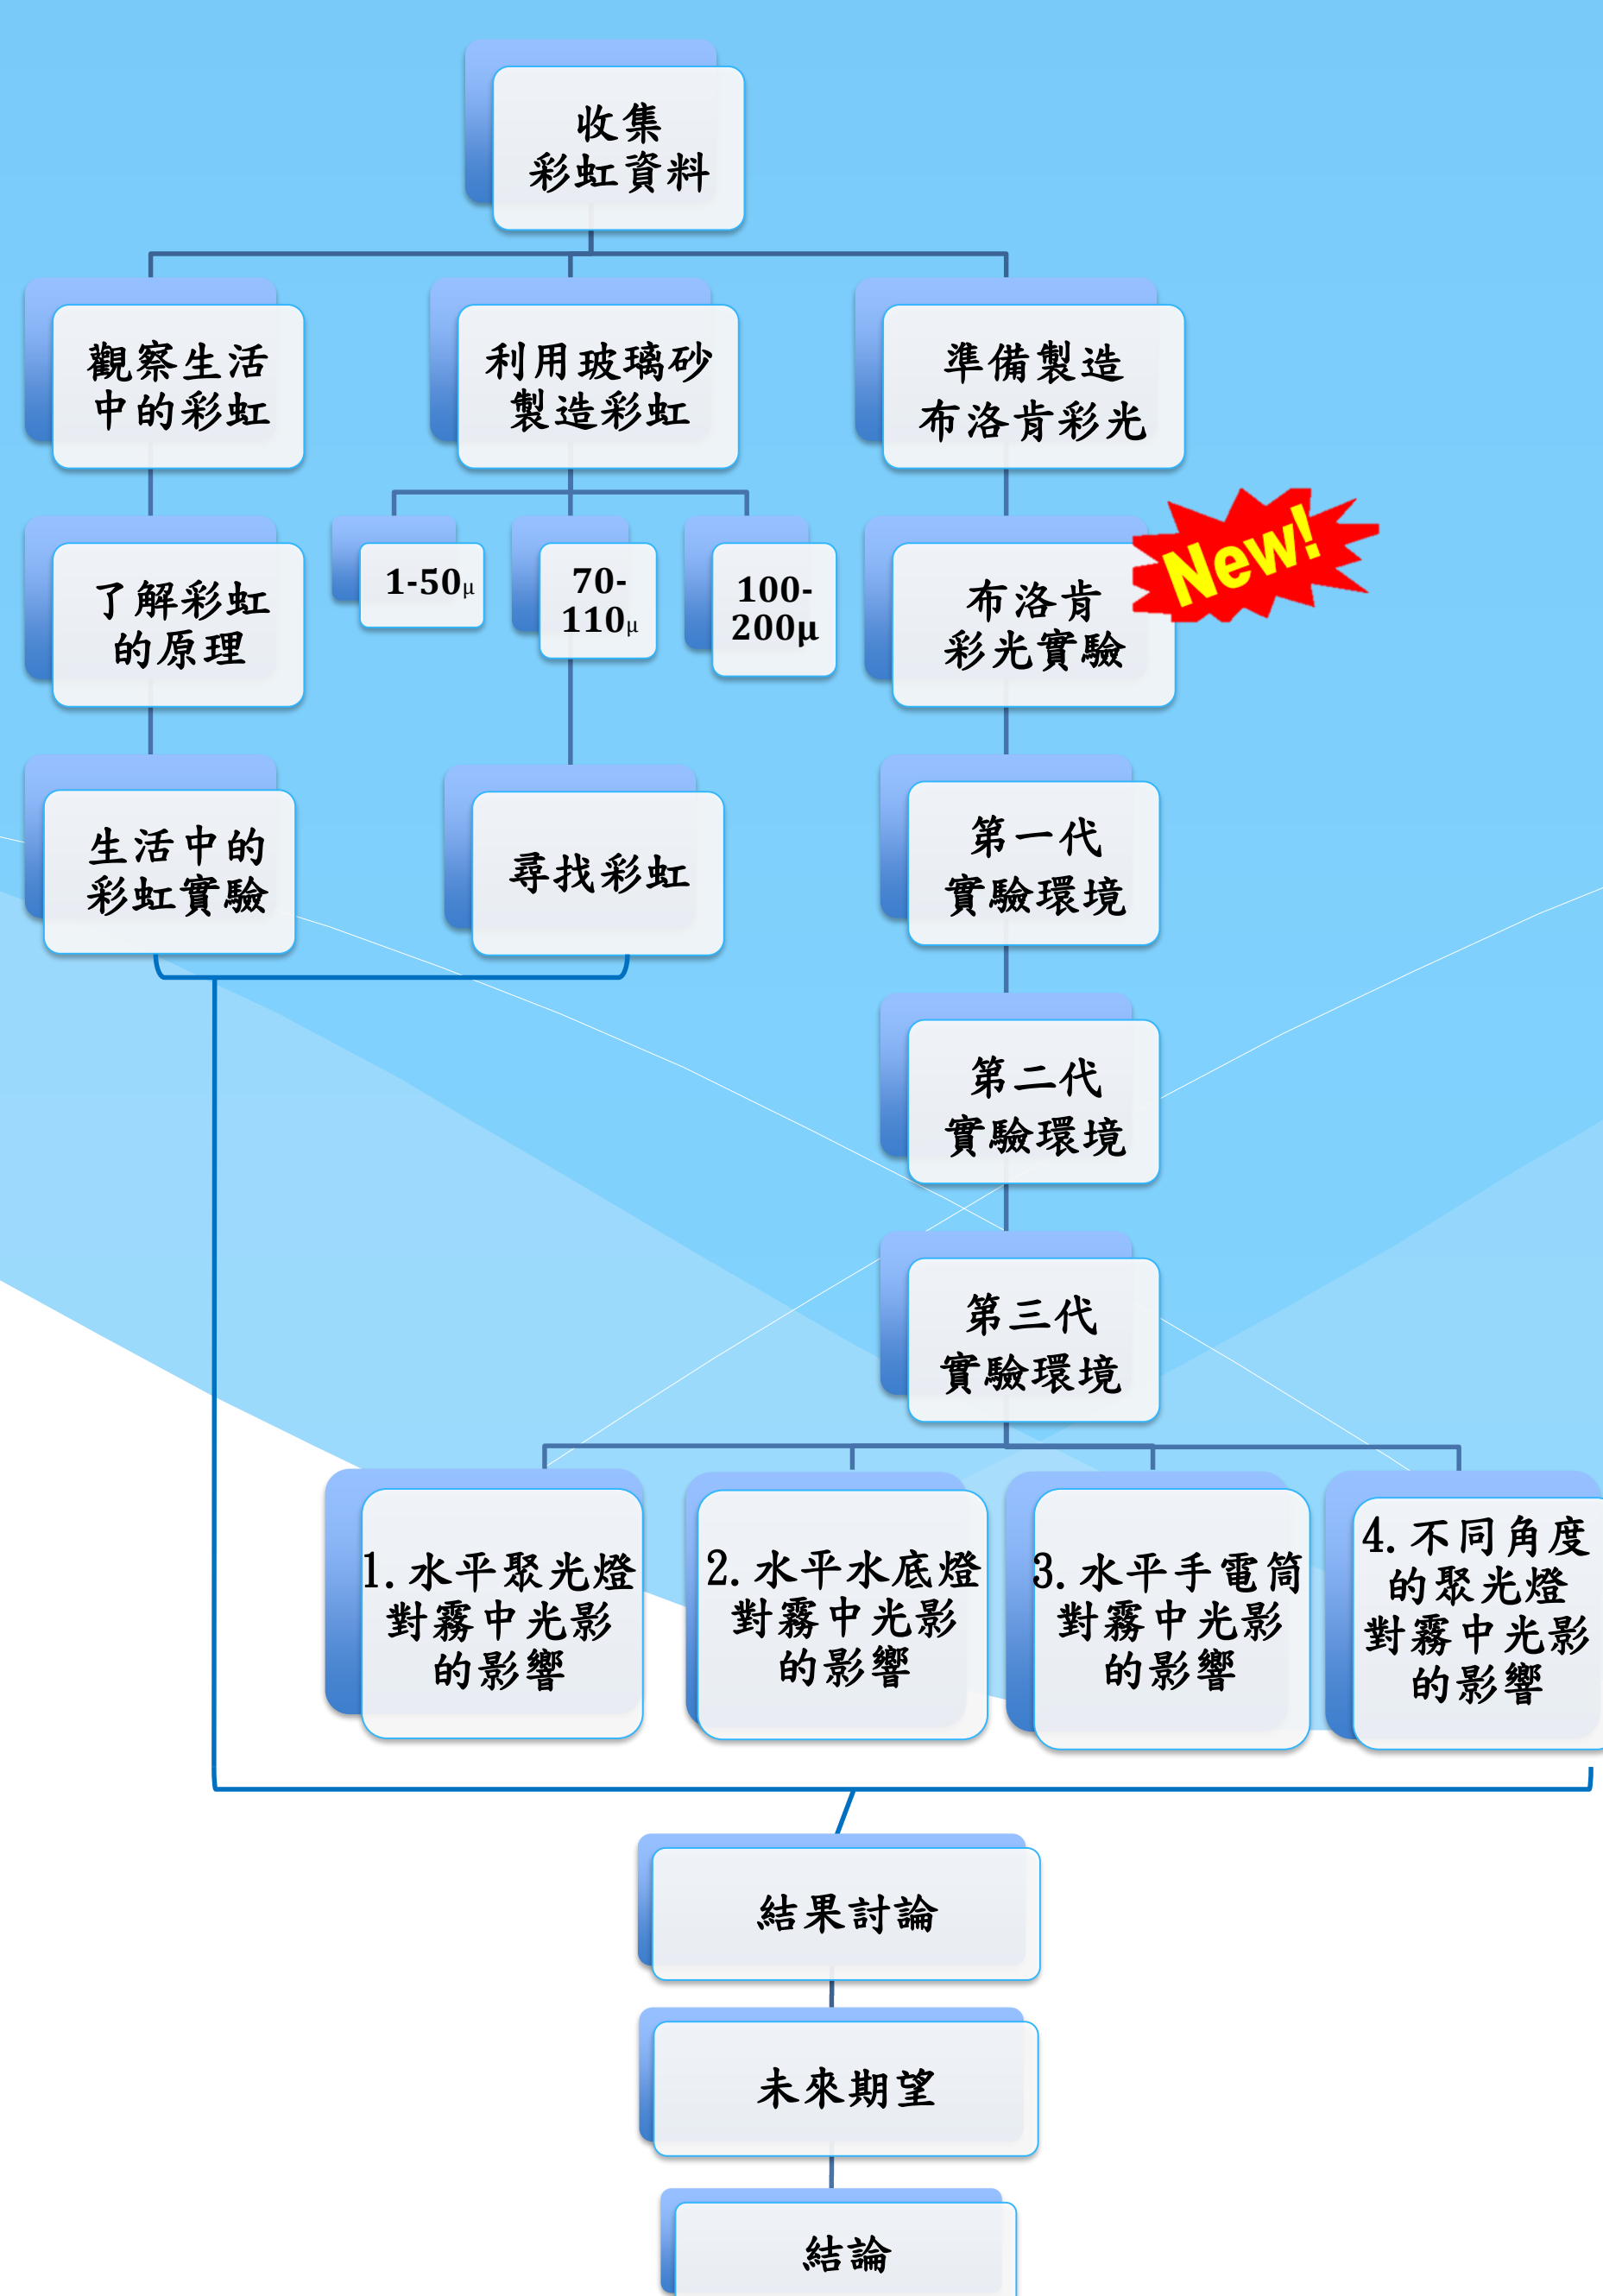 收集
彩虹資料
觀察生活
中的彩虹
利用玻璃砂
製造彩虹
準備製造
布洛肯彩光
了解彩虹
的原理
1-50μ
70-
110μ
100-
200μ
布洛肯
彩光實驗
New!
生活中的
彩虹實驗
尋找彩虹
第一代
實驗環境
第二代
實驗環境
第三代
實驗環境
1.水平聚光燈
對霧中光影
的影響
2.水平水底燈
對霧中光影
的影響
3.水平手電筒
對霧中光影
的影響
4.不同角度
的聚光燈
對霧中光影
的影響
結果討論
未來期望
結論